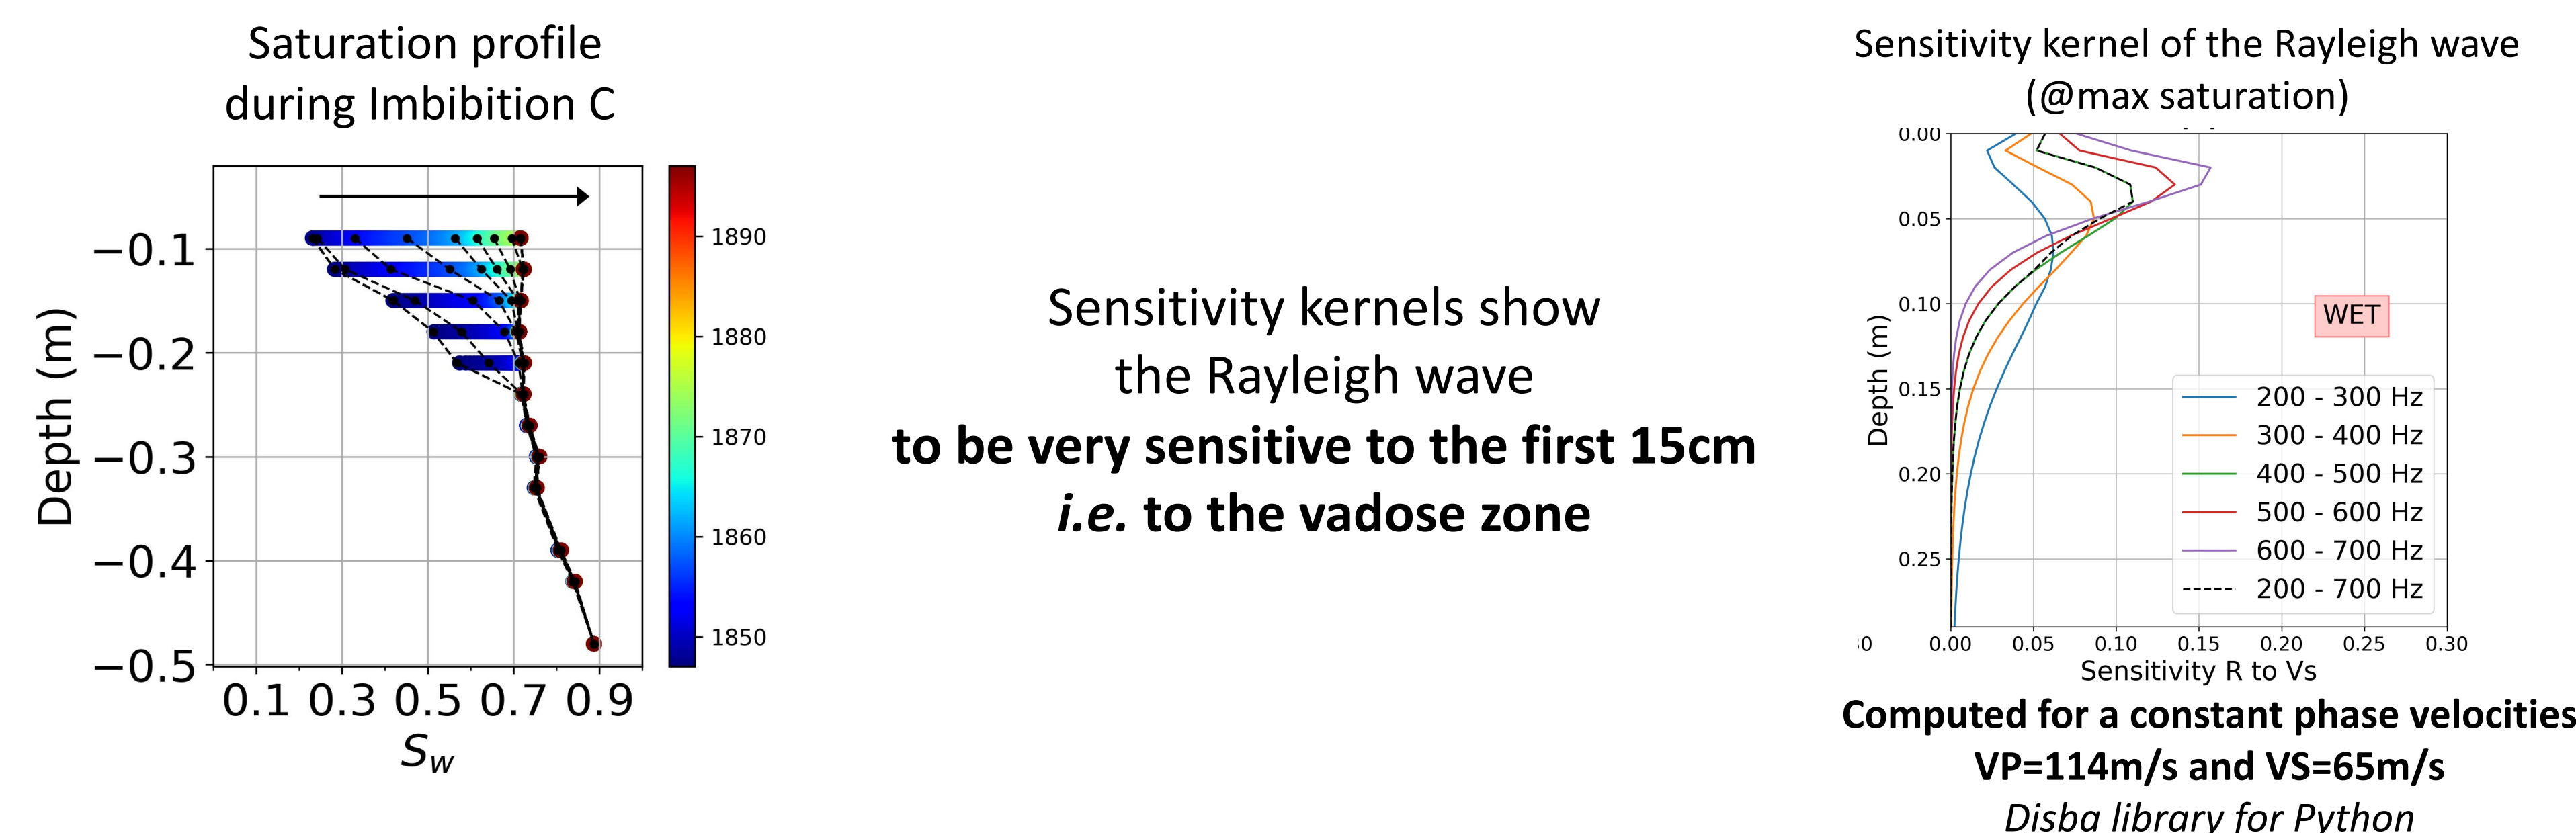 Saturation profile
during Imbibition C
Depth (m)
−0.1
−0.2
−0.3
−0.4
−0.5
0.1 0.3 0.5 0.7 0.9
Sw
1890
1880
1870
1860
1850
Sensitivity kernels show
the Rayleigh wave
to be very sensitive to the first 15cm
i.e. to the vadose zone
Sensitivity kernel of the Rayleigh wave
(@max saturation)
Depth (m)
0.00
0.05
0.10
0.15
0.20
0.25
WET
200 - 300 Hz
300 - 400 Hz
400 - 500 Hz
500 - 600 Hz
600 - 700 Hz
200 - 700 Hz
0.00 0.05 0.10 0.15 0.20 0.25 0.30
Sensitivity R to Vs
Computed for a constant phase velocities
VP=114m/s and VS=65m/s
Disba library for Python